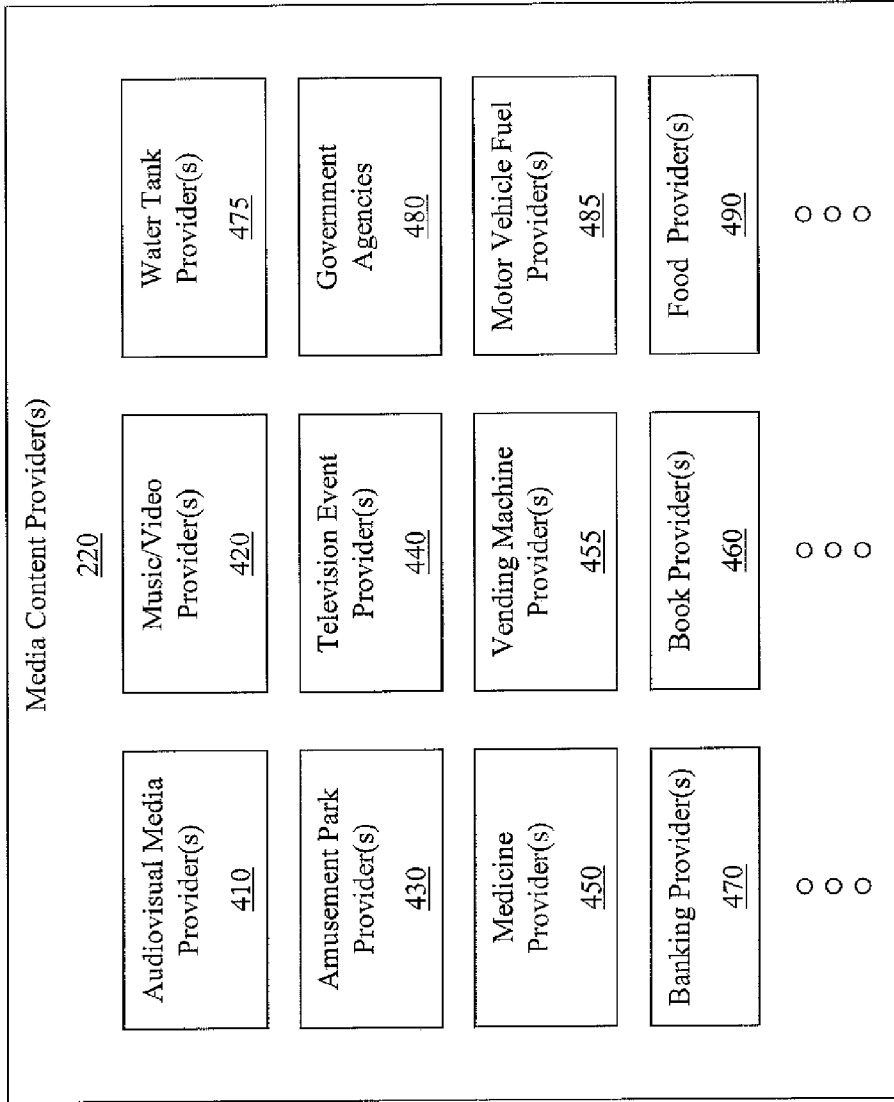 Media Content Provider(s)
220
Audiovisual Media
Provider(s)
410
Music/Video
Provider(s)
420
Water Tank
Provider(s)
475
Amusement Park
Provider(s)
430
Television Event
Provider(s)
440
Government
Agencies
480
Medicine
Provider(s)
450
Vending Machine
Provider(s)
455
Motor Vehicle Fuel
Provider(s)
485
Banking Provider(s)
470
Book Provider(s)
460
Food Provider(s)
490